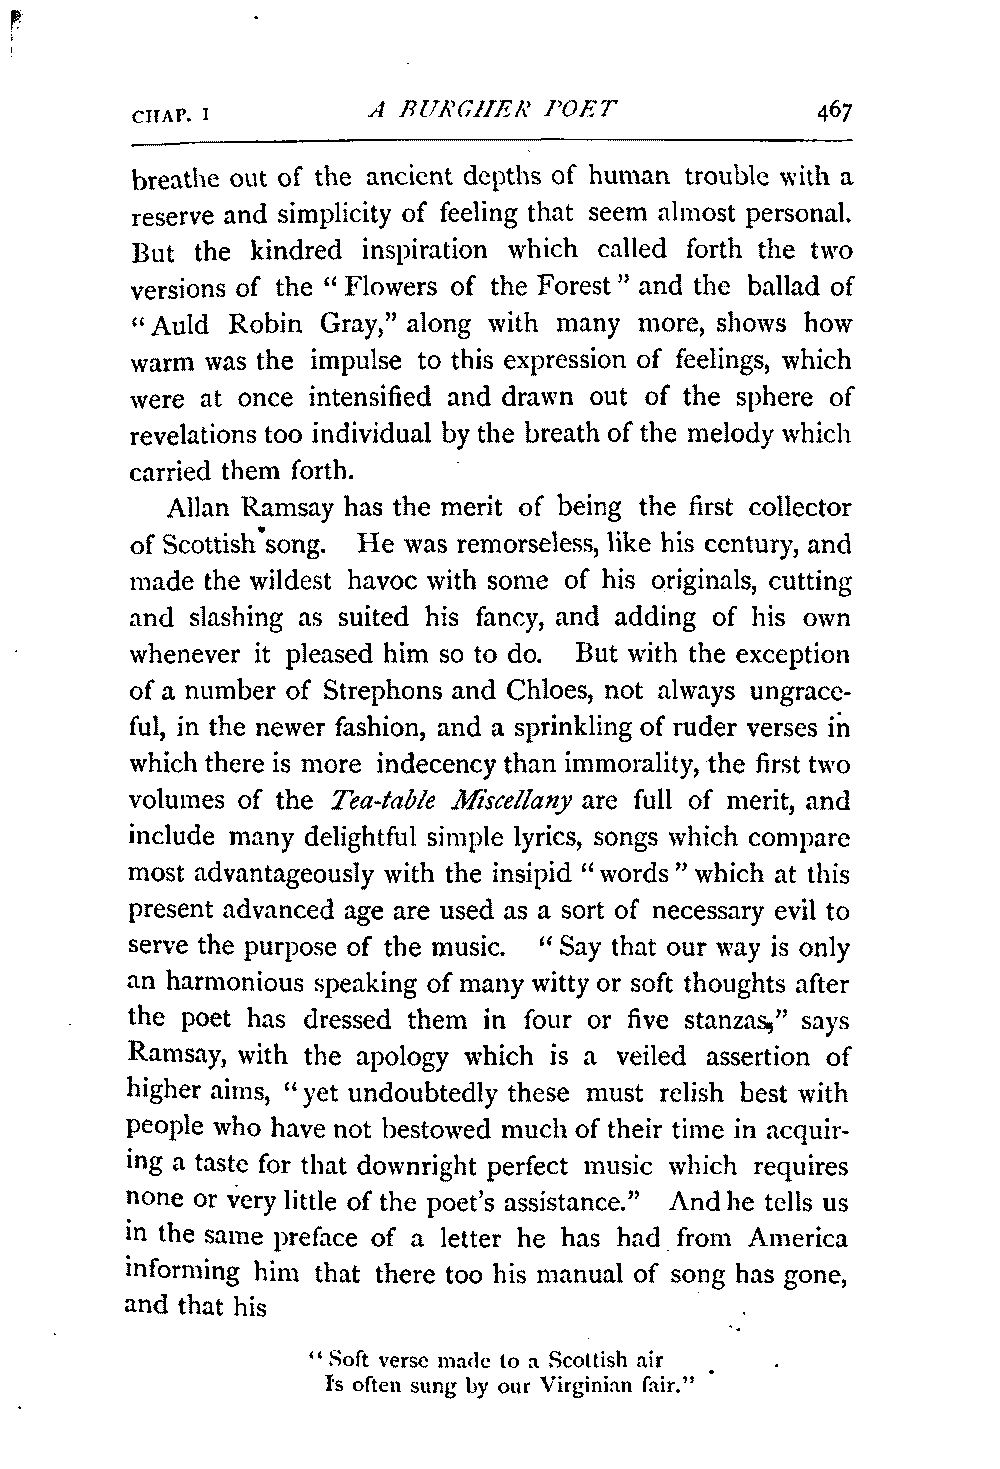 CHAP. I A BURGHER POET 467
breathe out of the ancient depths of human trouble with a
reserve and simplicity of feeling that seem almost personal.
But the kindred inspiration which called forth the two
versions of the “ Flowers of the Forest ” and the ballad of
“ Auld Robin Gray,” along with many more, shows how
warm was the impulse to this expression of feelings, which
were at once intensified and drawn out of the sphere of
revelations too individual by the breath of the melody which
carried them forth.
Allan Ramsay has the merit of being the first collector
of Scottish song. He was remorseless, like his century, and
made the wildest havoc with some of his originals, cutting
and slashing as suited his fancy, and adding of his own
whenever it pleased him so to do. But with the exception
of a number of Strephons and Chloes, not always ungrace-
ful, in the newer fashion, and a sprinkling of ruder verses in
which there is more indecency than immorality, the first two
volumes of the Tea-table Miscellany are full of merit, and
include many delightful simple lyrics, songs which compare
most advantageously with the insipid “ words ” which at this
present advanced age are used as a sort of necessary evil to
serve the purpose of the music. “ Say that our way is only
an harmonious speaking of many witty or soft thoughts after
the poet has dressed them in four or five stanzas,” says
Ramsay, with the apology which is a veiled assertion of
higher aims, “ yet undoubtedly these must relish best with
people who have not bestowed much of their time in acquir-
ing a taste for that downright perfect music which requires
none or very little of the poet's assistance.” And he tells us
in the same preface of a letter he has had from America
informing him that there too his manual of song has gone,
and that his
“ Soft verse made to a Scottish air
Is often sung by our Virginian fair.”